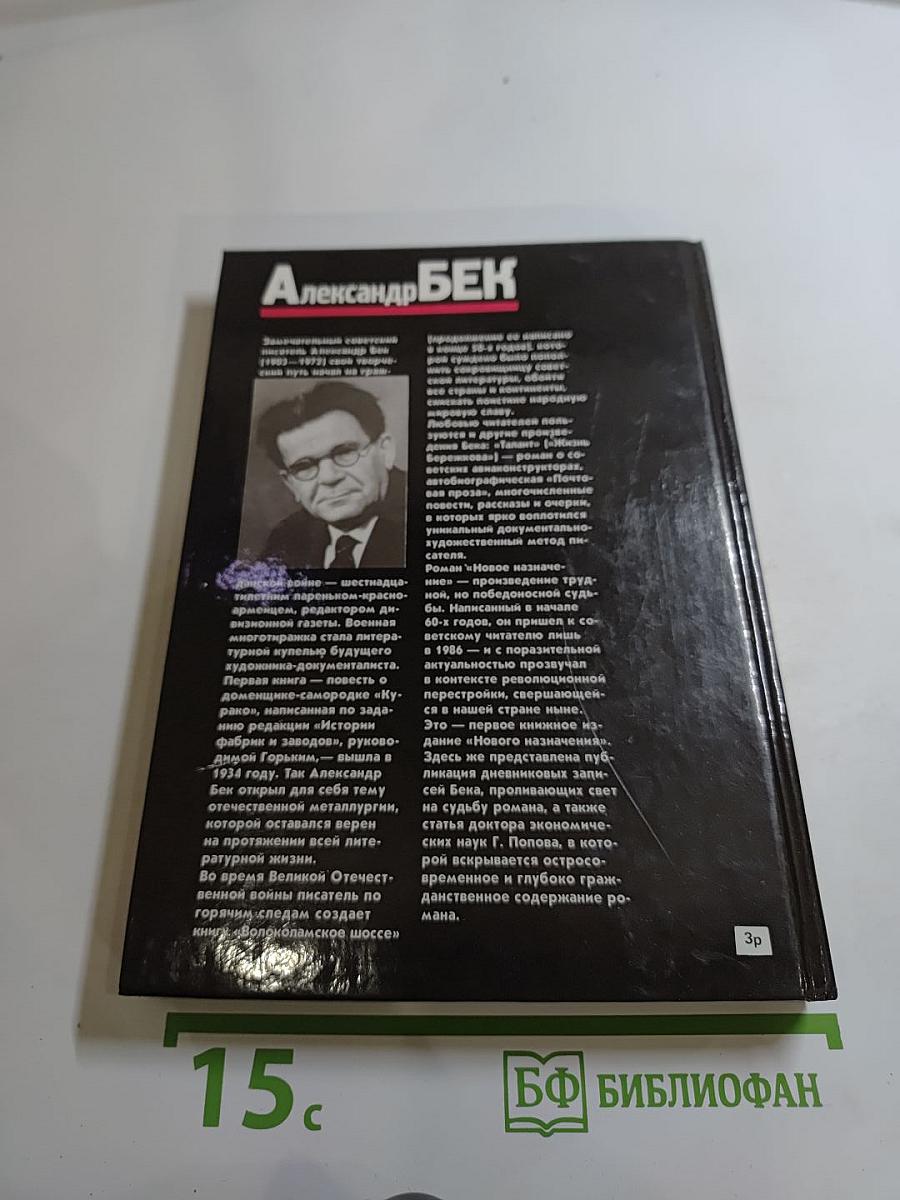 Александр БЕК
Замечательный советский
писатель Александр Бек
(1903—1972) свой творче-
ский путь начал на граж-
данской войне — шестнадца-
тилетним пареньком-красно-
армейцем, редактором ди-
визионной газеты. Военная
многотиражка стала литера-
турной купелью будущего
художника-документалиста.
Первая книга — повесть о
доменщике-самородке «Ку-
рако», написанная по зада-
нию редакции «Истории
фабрик и заводов», руково-
димой Горьким,— вышла в
1934 году. Так Александр
Бек открыл для себя тему
отечественной металлургии,
которой оставался верен
на протяжении всей лите-
ратурной жизни.
Во время Великой Отечест-
венной войны писатель по
горячим следам создает
книгу «Волоколамское шоссе»
(продолжение ее написано
в конце 50-х годов), кото-
рой суждено было попол-
нить сокровищницу совет-
ской литературы, обойти
все страны и континенты,
снискать поистине народную
мировую славу.
Любовью читателей поль-
зуются и другие произве-
дения Бека: «Талант» («Жизнь
Бережкова») — роман о со-
ветских авиаконструкторах,
автобиографическая «Почто-
вая проза», многочисленные
повести, рассказы и очерки,
в которых ярко воплотился
уникальный документально-
художественный метод пи-
сателя.
Роман «Новое назначе-
ние» — произведение труд-
ной, но победоносной судь-
бы. Написанный в начале
60-х годов, он пришел к со-
ветскому читателю лишь
в 1986 — и с поразительной
актуальностью прозвучал
в контексте революционной
перестройки, свершающей-
ся в нашей стране ныне.
Это — первое книжное из-
дание «Нового назначения».
Здесь же представлена пуб-
ликация дневниковых запи-
сей Бека, проливающих свет
на судьбу романа, а также
статья доктора экономиче-
ских наук Г. Попова, в кото-
рой вскрывается остросо-
временное и глубоко граж-
данственное содержание ро-
мана.
3р
15 с
БФ БИБЛИОФАН